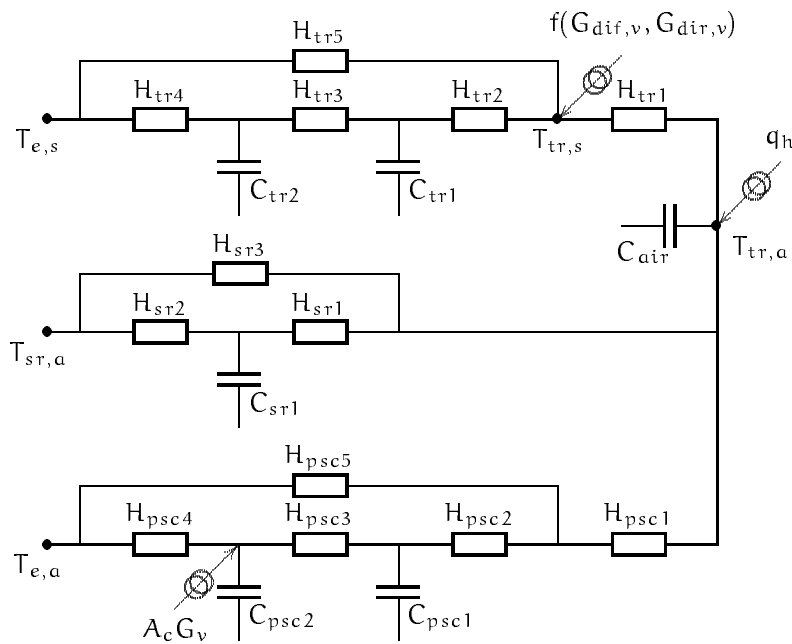 f(G_dif,v, G_dir,v)
H_tr5
H_tr4 H_tr3 H_tr2 H_tr1
T_e,s T_tr,s
q_h
C_tr2 C_tr1
H_sr3
C_air T_tr,a
H_sr2 H_sr1
T_sr,a
C_sr1
H_psc5
H_psc4 H_psc3 H_psc2 H_psc1
T_e,a
C_psc2 C_psc1
A_cG_v